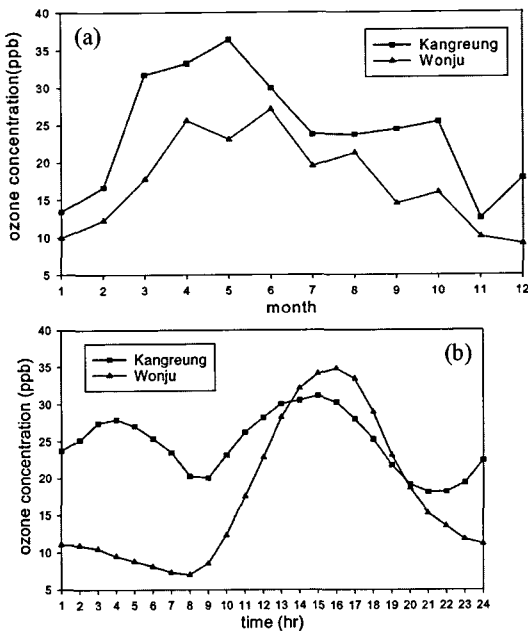 (a)
Kangreung
Wonju
ozone concentration(ppb)
40
35
30
25
20
15
10
5
1 2 3 4 5 6 7 8 9 10 11 12
month
(b)
Kangreung
Wonju
ozone concentration (ppb)
40
35
30
25
20
15
10
5
1 2 3 4 5 6 7 8 9 10 11 12 13 14 15 16 17 18 19 20 21 22 23 24
time (hr)